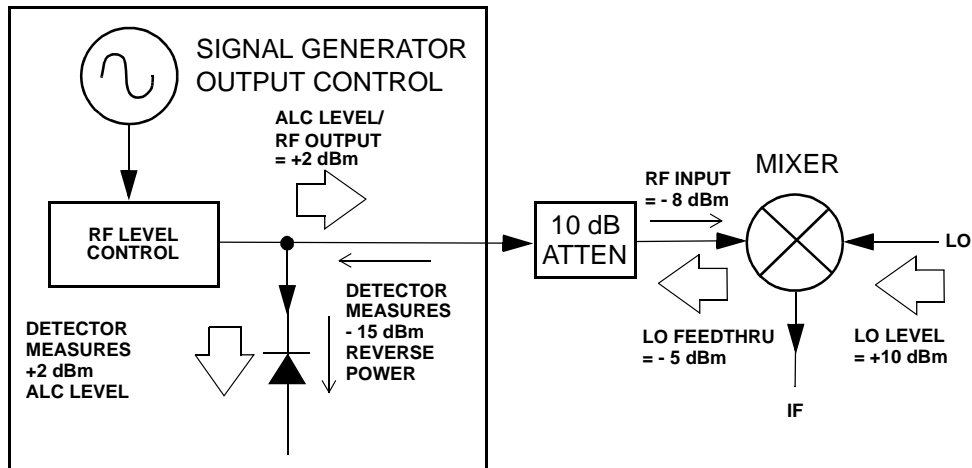 SIGNAL GENERATOR
OUTPUT CONTROL
ALC LEVEL/
RF OUTPUT
= +2 dBm
RF LEVEL
CONTROL
DETECTOR
MEASURES
+2 dBm
ALC LEVEL
DETECTOR
MEASURES
- 15 dBm
REVERSE
POWER
10 dB
ATTEN
RF INPUT
= - 8 dBm
MIXER
LO
LO FEEDTHRU
= - 5 dBm
LO LEVEL
= +10 dBm
IF